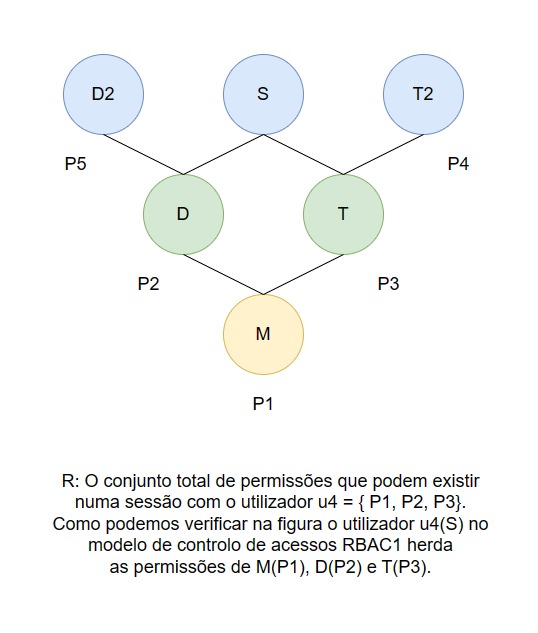 D2 S T2
P5 P4
D T
P2 P3
M
P1
R: O conjunto total de permissões que podem existir
numa sessão com o utilizador u4 = { P1, P2, P3}.
Como podemos verificar na figura o utilizador u4(S) no
modelo de controlo de acessos RBAC1 herda
as permissões de M(P1), D(P2) e T(P3).